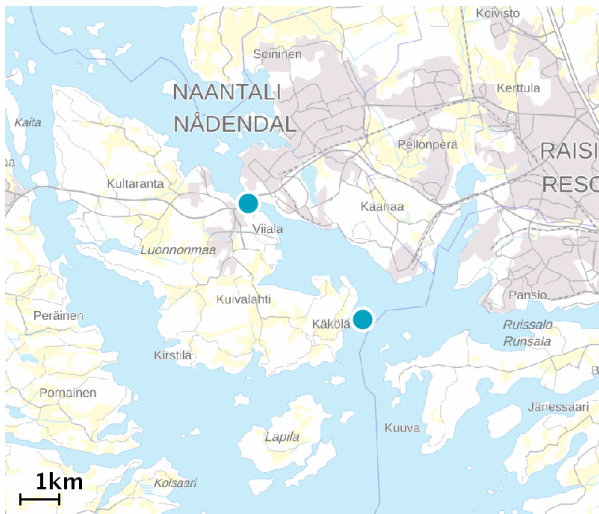 Koivisto
Soininen
NAANTALI
NÅDENDAL
Kerttula
Kaita
Pellonperä
RAISI
RESO
Kultaranta
Kaanaa
Viiala
Luonnonmaa
Kuivalahti
Pansio
Peräinen
Käkölä
Ruissalo
Runsala
Kirstilä
Pornainen
Jänessaari
Kuuva
Lapila
Kolsaari
1km